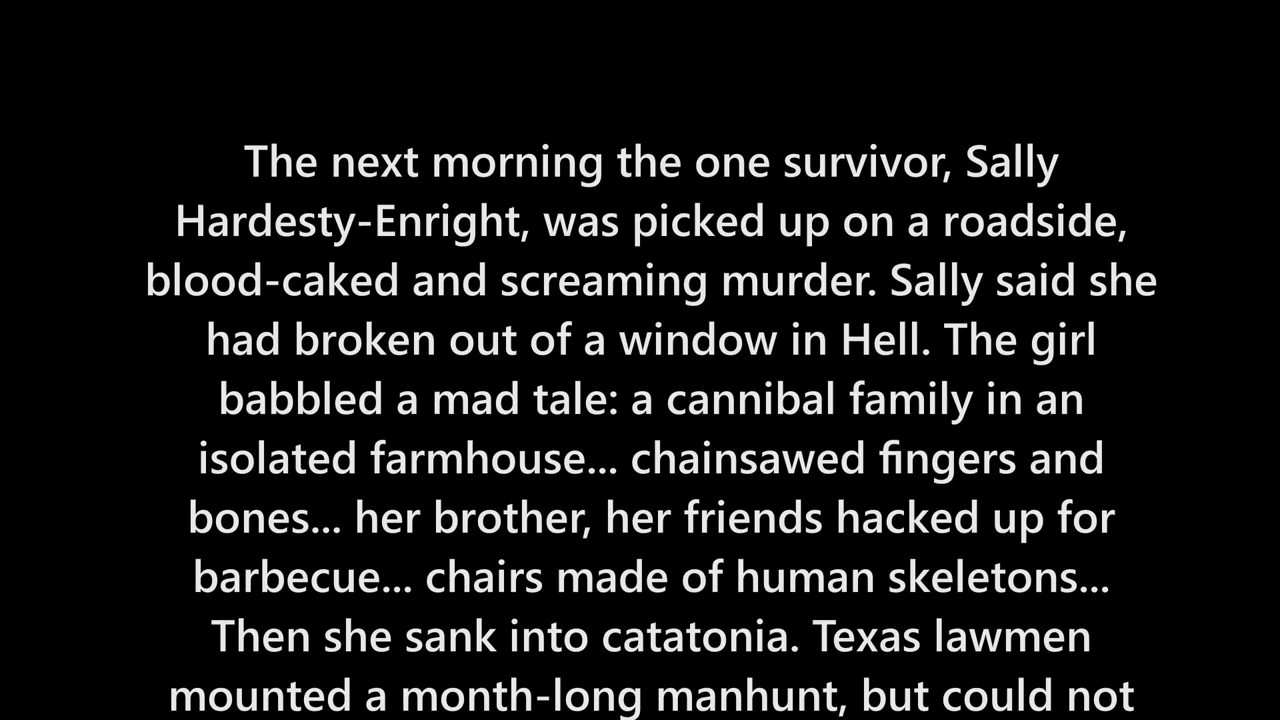 The next morning the one survivor, Sally
Hardesty-Enright, was picked up on a roadside,
blood-caked and screaming murder. Sally said she
had broken out of a window in Hell. The girl
babbled a mad tale: a cannibal family in an
isolated farmhouse... chainsawed fingers and
bones... her brother, her friends hacked up for
barbecue... chairs made of human skeletons...
Then she sank into catatonia. Texas lawmen
mounted a month-long manhunt, but could not